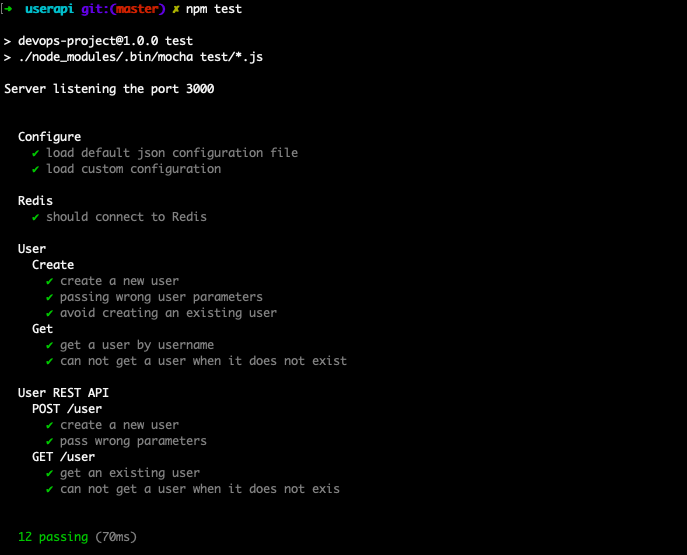 [➜  userapi git:(master) ✗ npm test
> devops-project@1.0.0 test
> ./node_modules/.bin/mocha test/*.js
Server listening the port 3000
Configure
✔ load default json configuration file
✔ load custom configuration
Redis
✔ should connect to Redis
User
Create
✔ create a new user
✔ passing wrong user parameters
✔ avoid creating an existing user
Get
✔ get a user by username
✔ can not get a user when it does not exist
User REST API
POST /user
✔ create a new user
✔ pass wrong parameters
GET /user
✔ get an existing user
✔ can not get a user when it does not exis
12 passing (70ms)